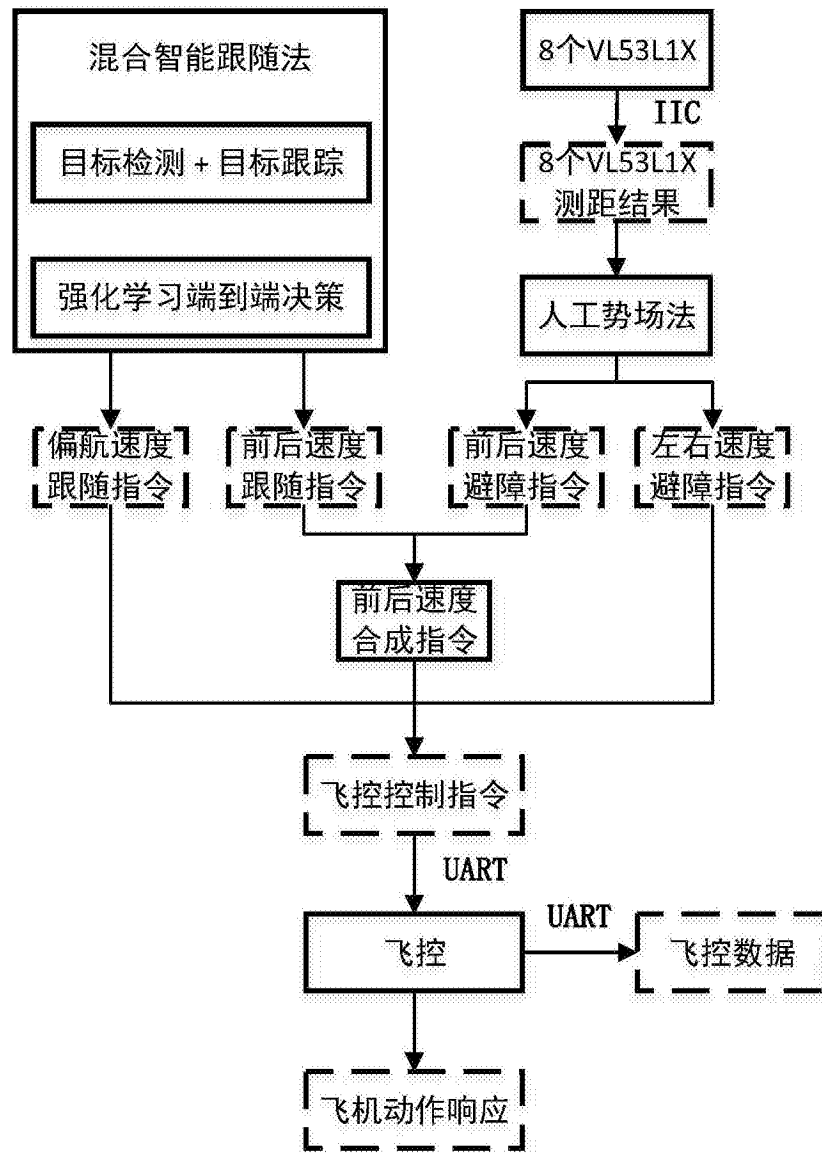 混合智能跟随法
目标检测 + 目标跟踪
强化学习端到端决策
8个VL53L1X
IIC
8个VL53L1X
测距结果
人工势场法
偏航速度
跟随指令
前后速度
跟随指令
前后速度
避障指令
左右速度
避障指令
前后速度
合成指令
飞控控制指令
UART
飞控
UART
飞控数据
飞机动作响应